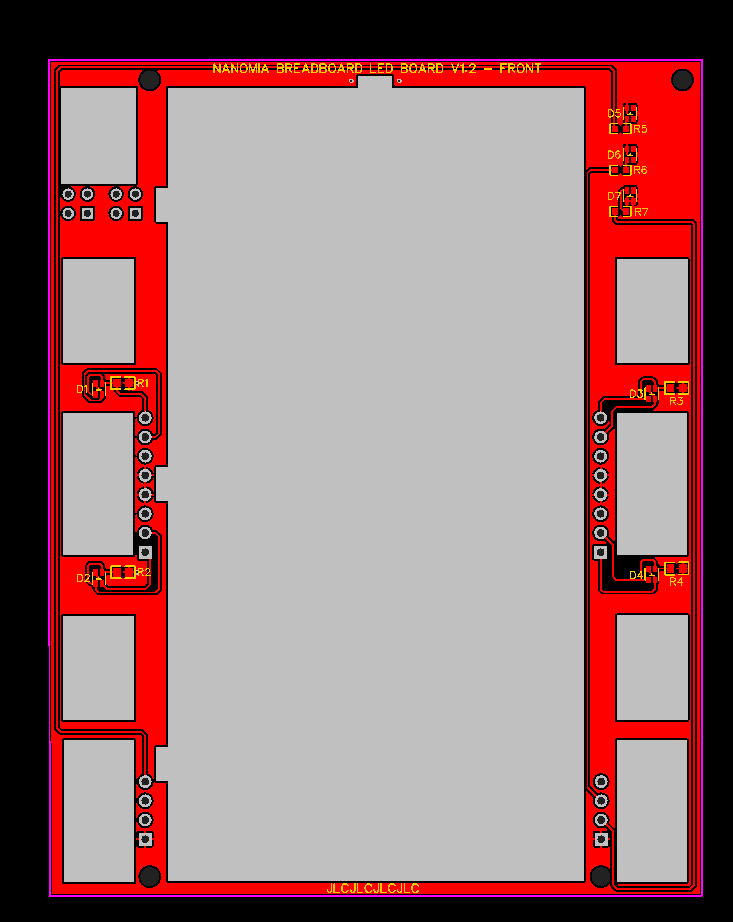 NANOMIA BREADBOARD LED BOARD V1-2 - FRONT
D5
R5
D6
R6
D7
R7
D1
R1
D3
R3
D2
R2
D4
R4
JLCJLCJLCJLC